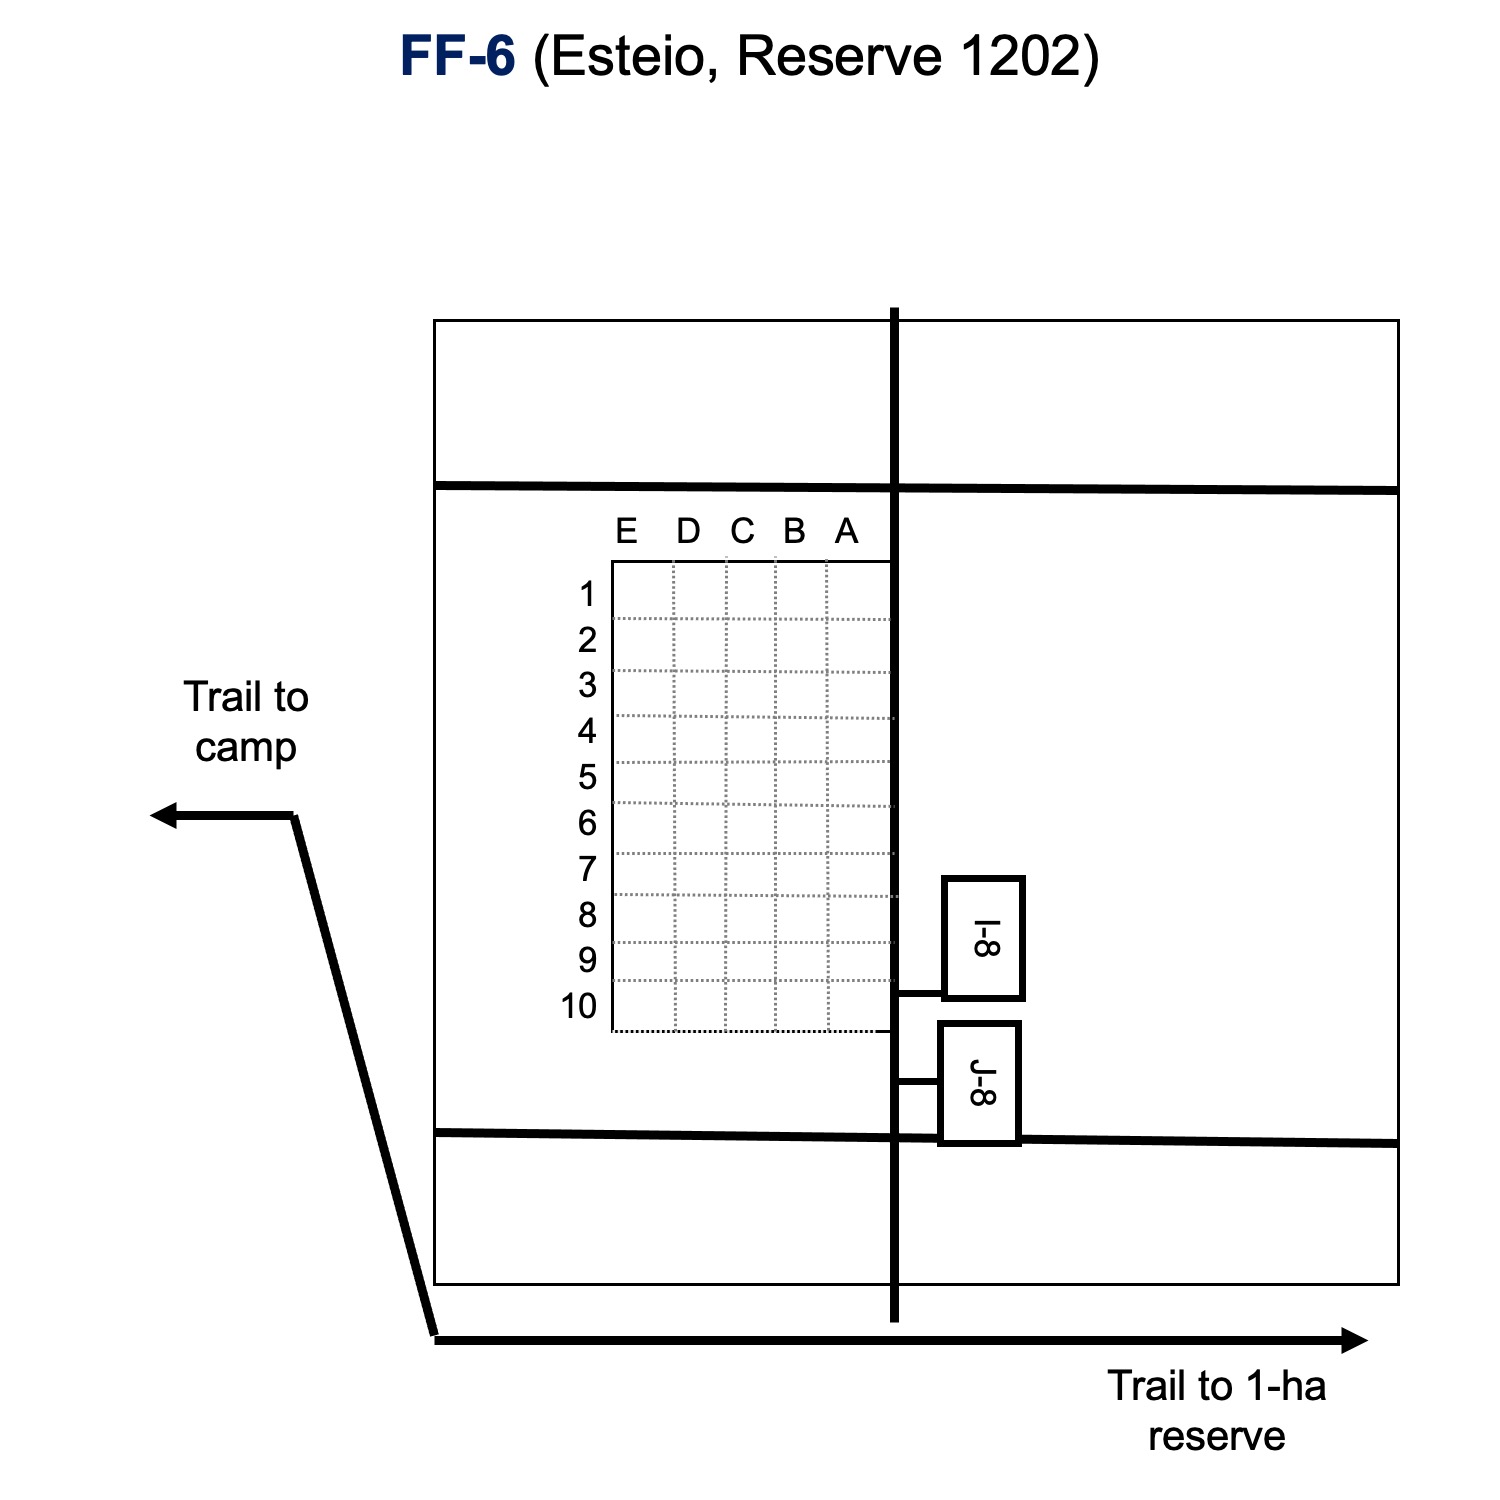 FF-6 (Esteio, Reserve 1202)
E D C B A
1
2
3
4
5
6
7
8
9
10
Trail to
camp
I-8
J-8
Trail to 1-ha
reserve